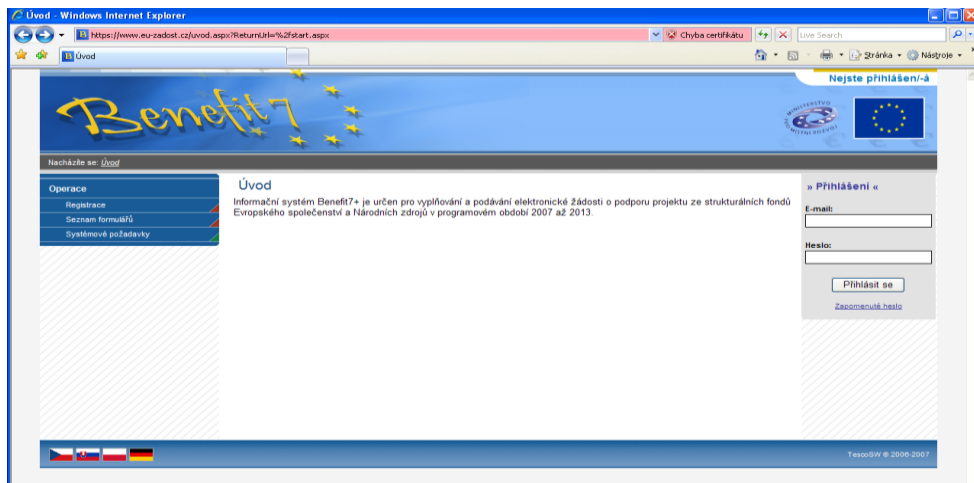 Úvod - Windows Internet Explorer
https://www.eu-zadost.cz/uvod.aspx?ReturnUrl=%2fstart.aspx
Chyba certifikátu
Live Search
Úvod
Stránka
Nástroje
Nejste přihlášen/-á
Benefit7
Nacházíte se: Úvod
Operace
Registrace
Seznam formulářů
Systémové požadavky
Úvod
Informační systém Benefit7+ je určen pro vyplňování a podávání elektronické žádosti o podporu projektu ze strukturálních fondů
Evropského společenství a Národních zdrojů v programovém období 2007 až 2013.
» Přihlášení «
E-mail:
Heslo:
Přihlásit se
Zapomenuté heslo
TescoSW © 2006-2007